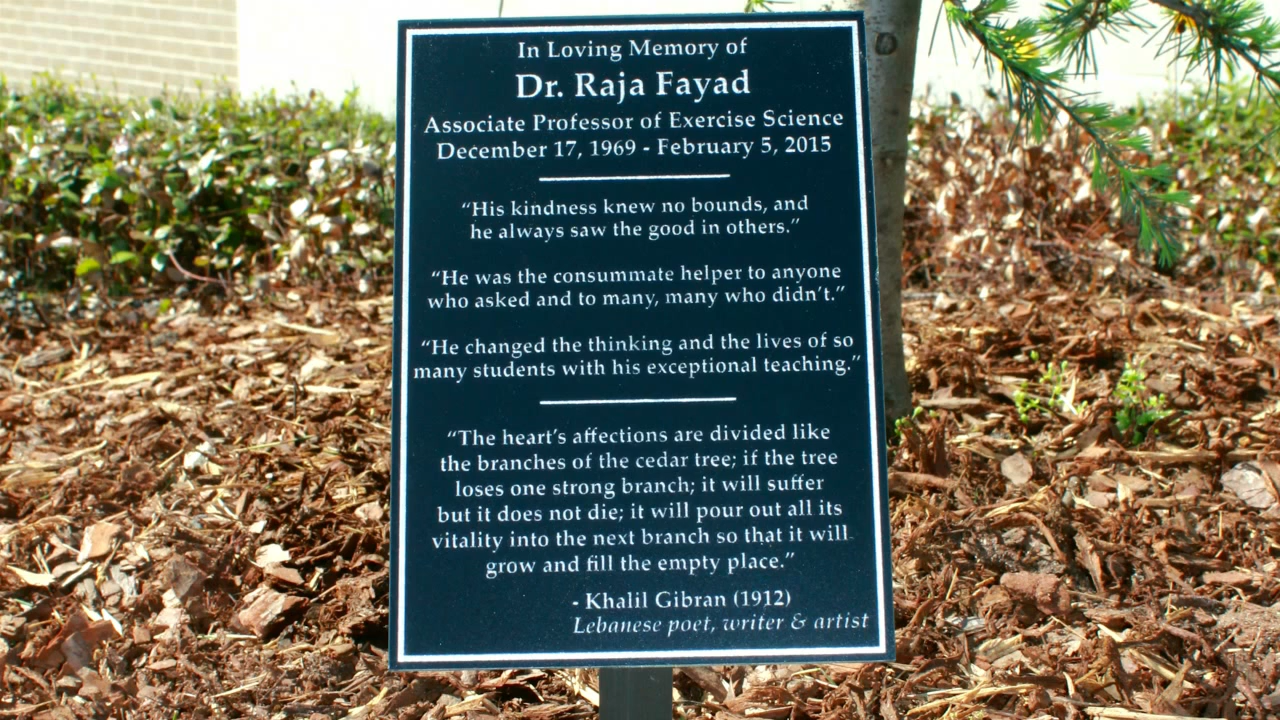 In Loving Memory of
Dr. Raja Fayad
Associate Professor of Exercise Science
December 17, 1969 - February 5, 2015
“His kindness knew no bounds, and
he always saw the good in others.”
“He was the consummate helper to anyone
who asked and to many, many who didn’t.”
“He changed the thinking and the lives of so
many students with his exceptional teaching.”
“The heart’s affections are divided like
the branches of the cedar tree; if the tree
loses one strong branch; it will suffer
but it does not die; it will pour out all its
vitality into the next branch so that it will
grow and fill the empty place.”
- Khalil Gibran (1912)
Lebanese poet, writer & artist